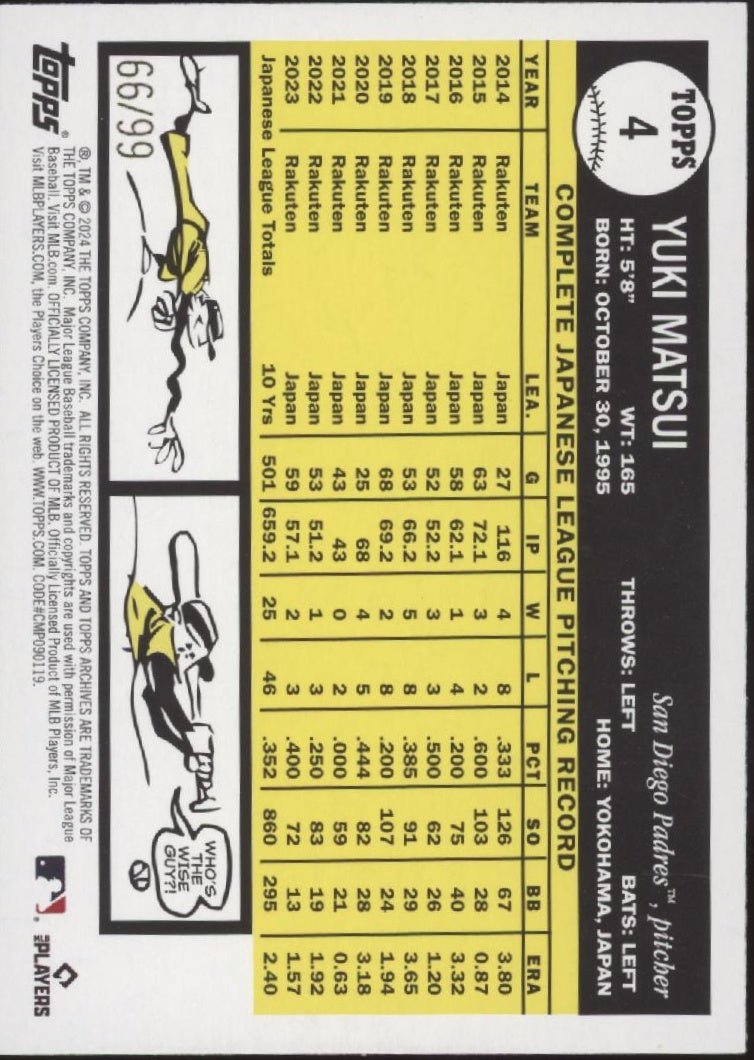 TOPPS
4
YUKI MATSUI
San Diego Padres™, pitcher
HT: 5'8" WT: 165 THROWS: LEFT BATS: LEFT
BORN: OCTOBER 30, 1995 HOME: YOKOHAMA, JAPAN
COMPLETE JAPANESE LEAGUE PITCHING RECORD
YEAR TEAM LEA. G IP W L PCT SO BB ERA
2014 Rakuten Japan 27 116 4 8 .333 126 67 3.80
2015 Rakuten Japan 63 72.1 3 2 .600 103 28 0.87
2016 Rakuten Japan 58 62.1 1 4 .200 75 40 3.32
2017 Rakuten Japan 52 52.2 3 3 .500 62 26 1.20
2018 Rakuten Japan 53 66.2 5 8 .385 91 29 3.65
2019 Rakuten Japan 68 69.2 2 8 .200 107 24 1.94
2020 Rakuten Japan 25 68 4 5 .444 82 28 3.18
2021 Rakuten Japan 43 43 0 2 .000 59 21 0.63
2022 Rakuten Japan 53 51.2 1 3 .250 83 19 1.92
2023 Rakuten Japan 59 57.1 2 3 .400 72 13 1.57
Japanese League Totals 10 Yrs 501 659.2 25 46 .352 860 295 2.40
66/99
WHO'S
THE
WISE
GUY?!
topps®
®, TM & © 2024 THE TOPPS COMPANY, INC. ALL RIGHTS RESERVED. TOPPS AND TOPPS ARCHIVES ARE TRADEMARKS OF
THE TOPPS COMPANY, INC. Major League Baseball trademarks and copyrights are used with permission of Major League
Baseball. Visit MLB.com. OFFICIALLY LICENSED PRODUCT OF MLB. Officially Licensed Product of MLB Players, Inc.
Visit MLBPLAYERS.COM, the Players Choice on the web. WWW.TOPPS.COM. CODE#CMP090119.
MLB PLAYERS